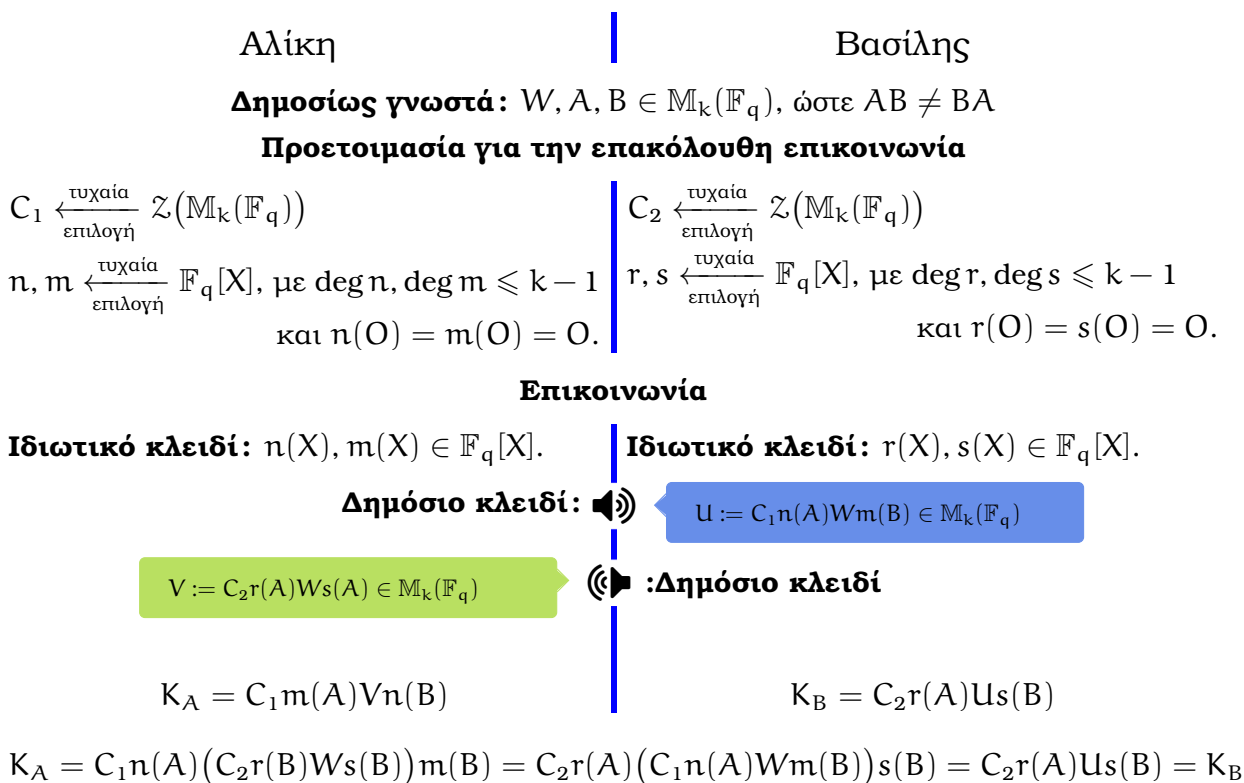 Αλίκη Βασίλης
Δημοσίως γνωστά: W, A, B ∈ 𝕄ₖ(𝔽_q), ώστε AB ≠ BA
Προετοιμασία για την επακόλουθη επικοινωνία
C₁ ←(τυχαία επιλογή) 𝒵(𝕄ₖ(𝔽_q))
n, m ←(τυχαία επιλογή) 𝔽_q[X], με deg n, deg m ⩽ k − 1
και n(O) = m(O) = O.
C₂ ←(τυχαία επιλογή) 𝒵(𝕄ₖ(𝔽_q))
r, s ←(τυχαία επιλογή) 𝔽_q[X], με deg r, deg s ⩽ k − 1
και r(O) = s(O) = O.
Επικοινωνία
Ιδιωτικό κλειδί: n(X), m(X) ∈ 𝔽_q[X].
Ιδιωτικό κλειδί: r(X), s(X) ∈ 𝔽_q[X].
Δημόσιο κλειδί: U := C₁n(A)Wm(B) ∈ 𝕄ₖ(𝔽_q)
V := C₂r(A)Ws(A) ∈ 𝕄ₖ(𝔽_q) :Δημόσιο κλειδί
K_A = C₁m(A)Vn(B)
K_B = C₂r(A)Us(B)
K_A = C₁n(A)(C₂r(B)Ws(B))m(B) = C₂r(A)(C₁n(A)Wm(B))s(B) = C₂r(A)Us(B) = K_B